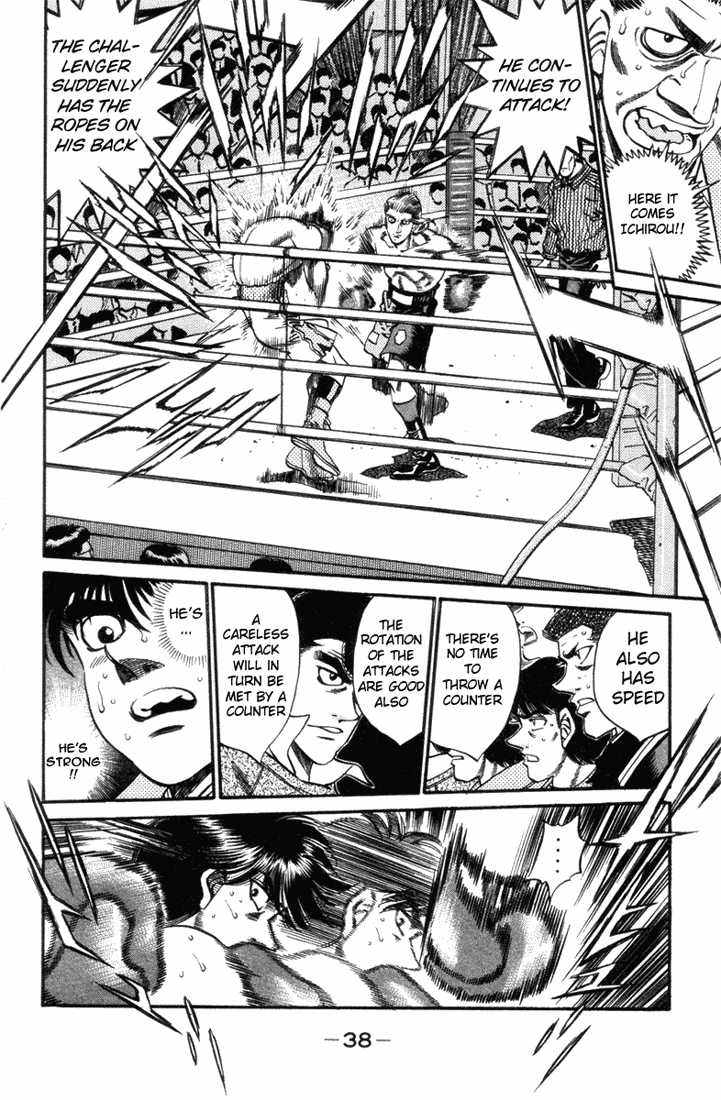 HERE IT
COMES
ICHIROU!!
HE CON-
TINUES TO
ATTACK!
THE CHAL-
LENGER
SUDDENLY
HAS THE
ROPES ON
HIS BACK
HE
ALSO
HAS
SPEED
THERE'S
NO TIME
TO
THROW A
COUNTER
THE
ROTATION
OF THE
ATTACKS
ARE GOOD
ALSO
A
CARELESS
ATTACK
WILL IN
TURN BE
MET BY A
COUNTER
HE'S
...
HE'S
STRONG
!!
....
-38-